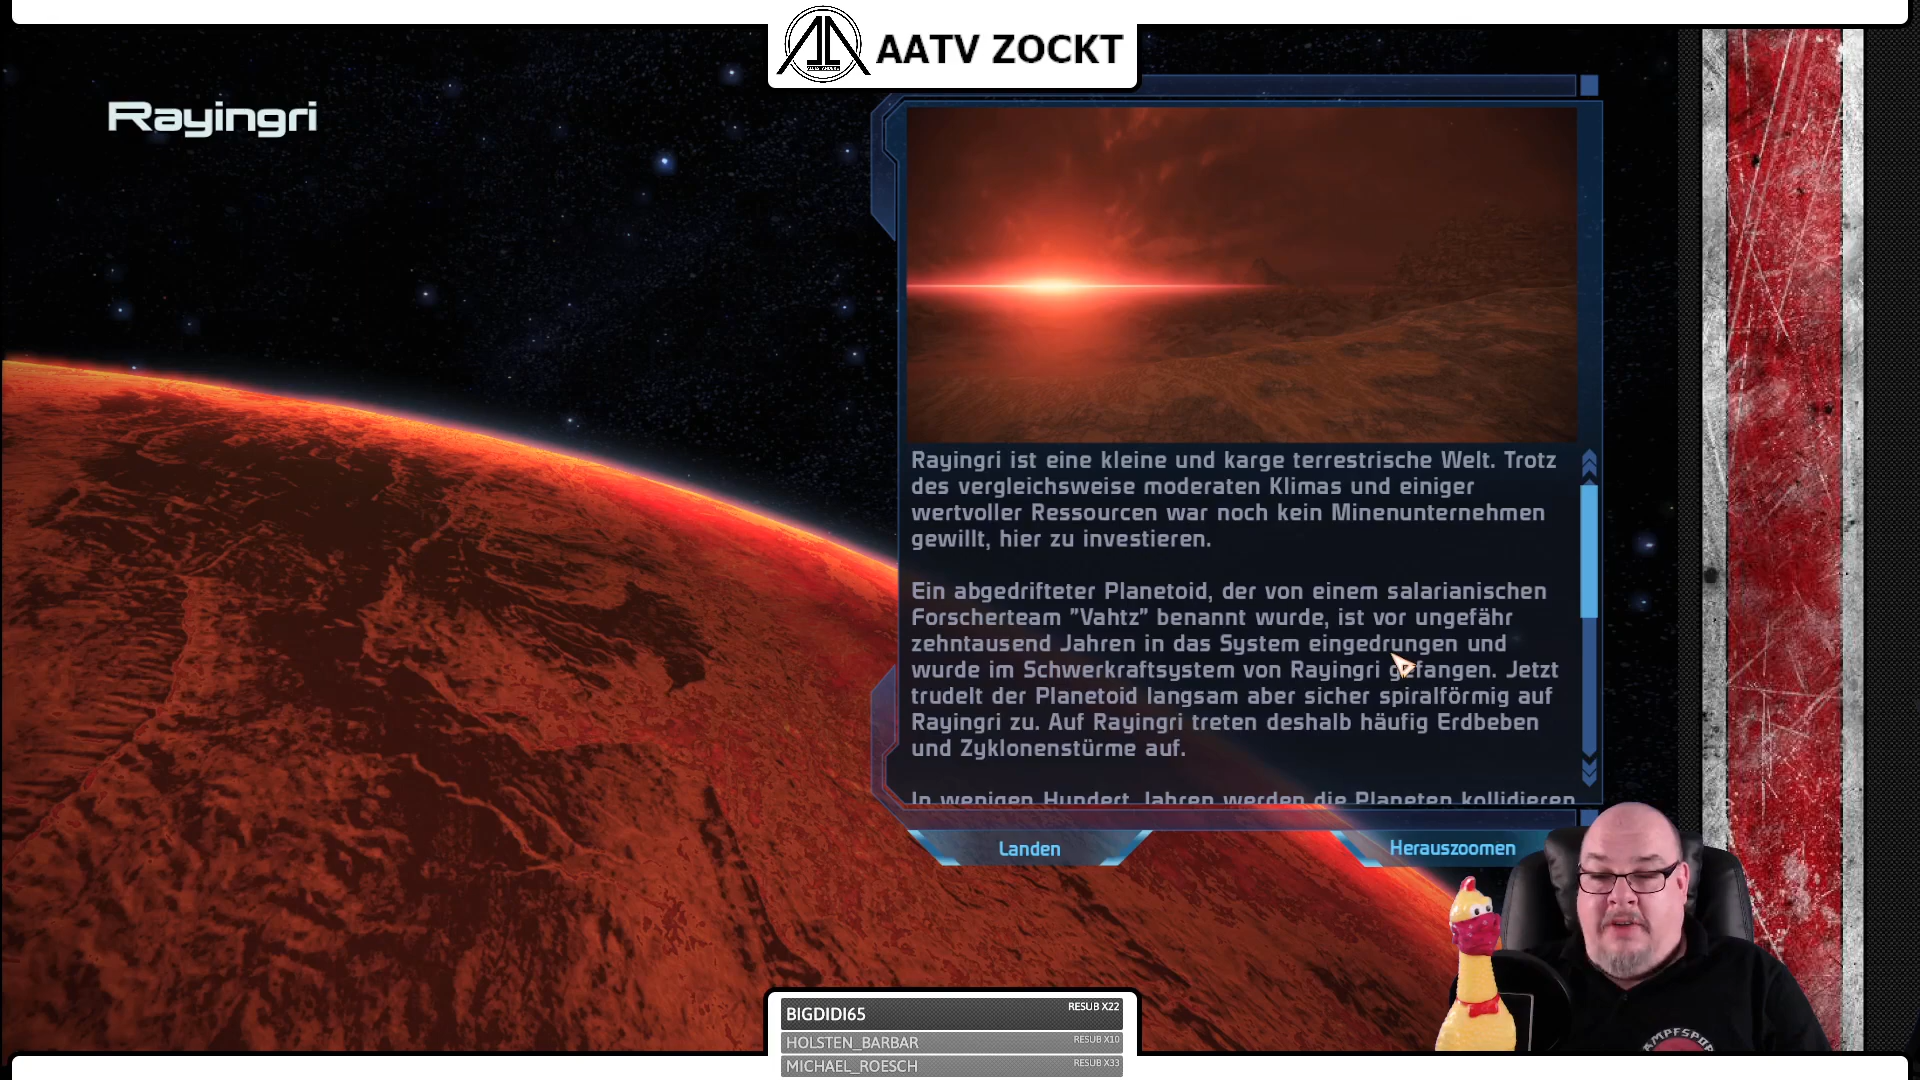 AATV ZOCKT
Rayingri
Rayingri ist eine kleine und karge terrestrische Welt. Trotz
des vergleichsweise moderaten Klimas und einiger
wertvoller Ressourcen war noch kein Minenunternehmen
gewillt, hier zu investieren.
Ein abgedrifteter Planetoid, der von einem salarianischen
Forscherteam "Vahtz" benannt wurde, ist vor ungefähr
zehntausend Jahren in das System eingedrungen und
wurde im Schwerkraftsystem von Rayingri gefangen. Jetzt
trudelt der Planetoid langsam aber sicher spiralförmig auf
Rayingri zu. Auf Rayingri treten deshalb häufig Erdbeben
und Zyklonenstürme auf.
In wenigen Hundert Jahren werden die Planeten kollidieren
Landen
Herauszoomen
BIGDIDI65 RESUB X22
HOLSTEN_BARBAR RESUB X10
MICHAEL_ROESCH RESUB X33